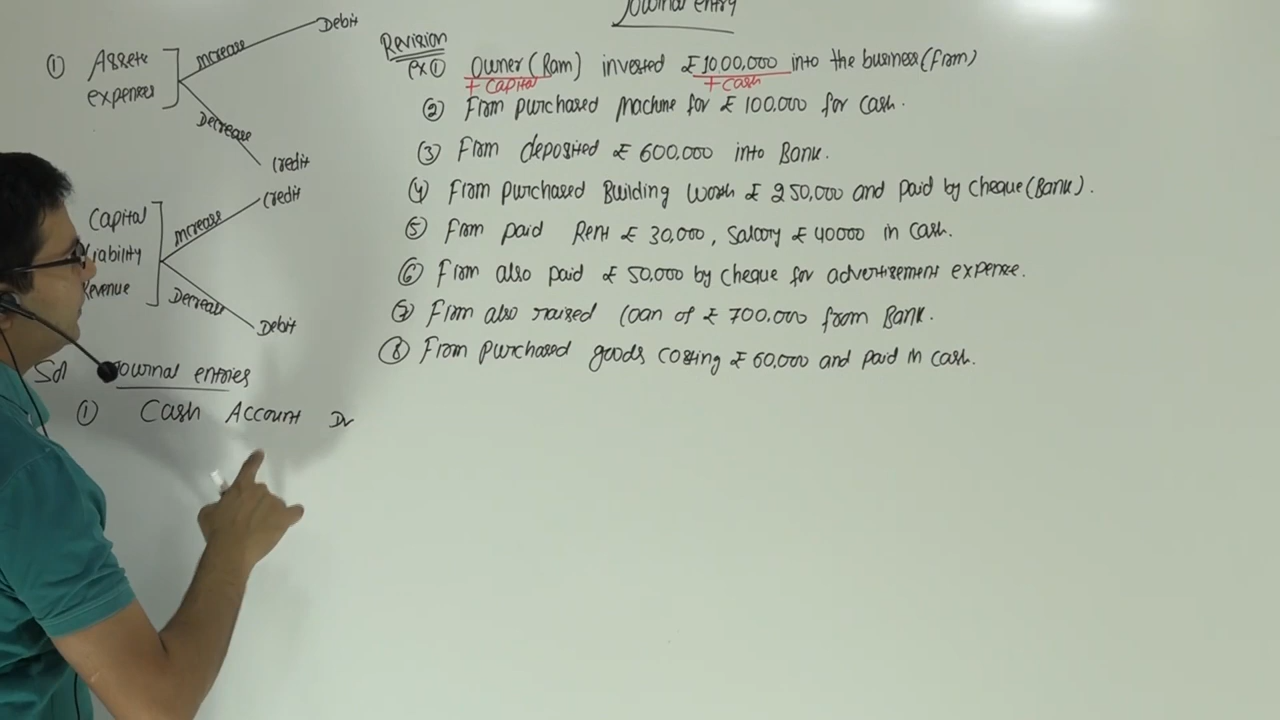 Journal entry
① Assets
expenses
Increase
Debit
Decrease
Credit
Capital
Liability
Revenue
Increase
Credit
Decrease
Debit
Revision
ex① Owner (Ram) invested £ 1000,000 into the business (firm)
+ Capital + Cash
② Firm purchased Machine for £ 100,000 for cash.
③ Firm deposited £ 600,000 into Bank.
④ Firm purchased Building worth £ 250,000 and paid by cheque (Bank).
⑤ Firm paid Rent £ 30,000, Salary £ 40000 in cash.
⑥ Firm also paid £ 50,000 by cheque for advertisement expense.
⑦ Firm also raised loan of £ 700,000 from Bank.
⑧ Firm purchased goods costing £ 60,000 and paid in cash.
Sol Journal entries
① Cash Account Dr